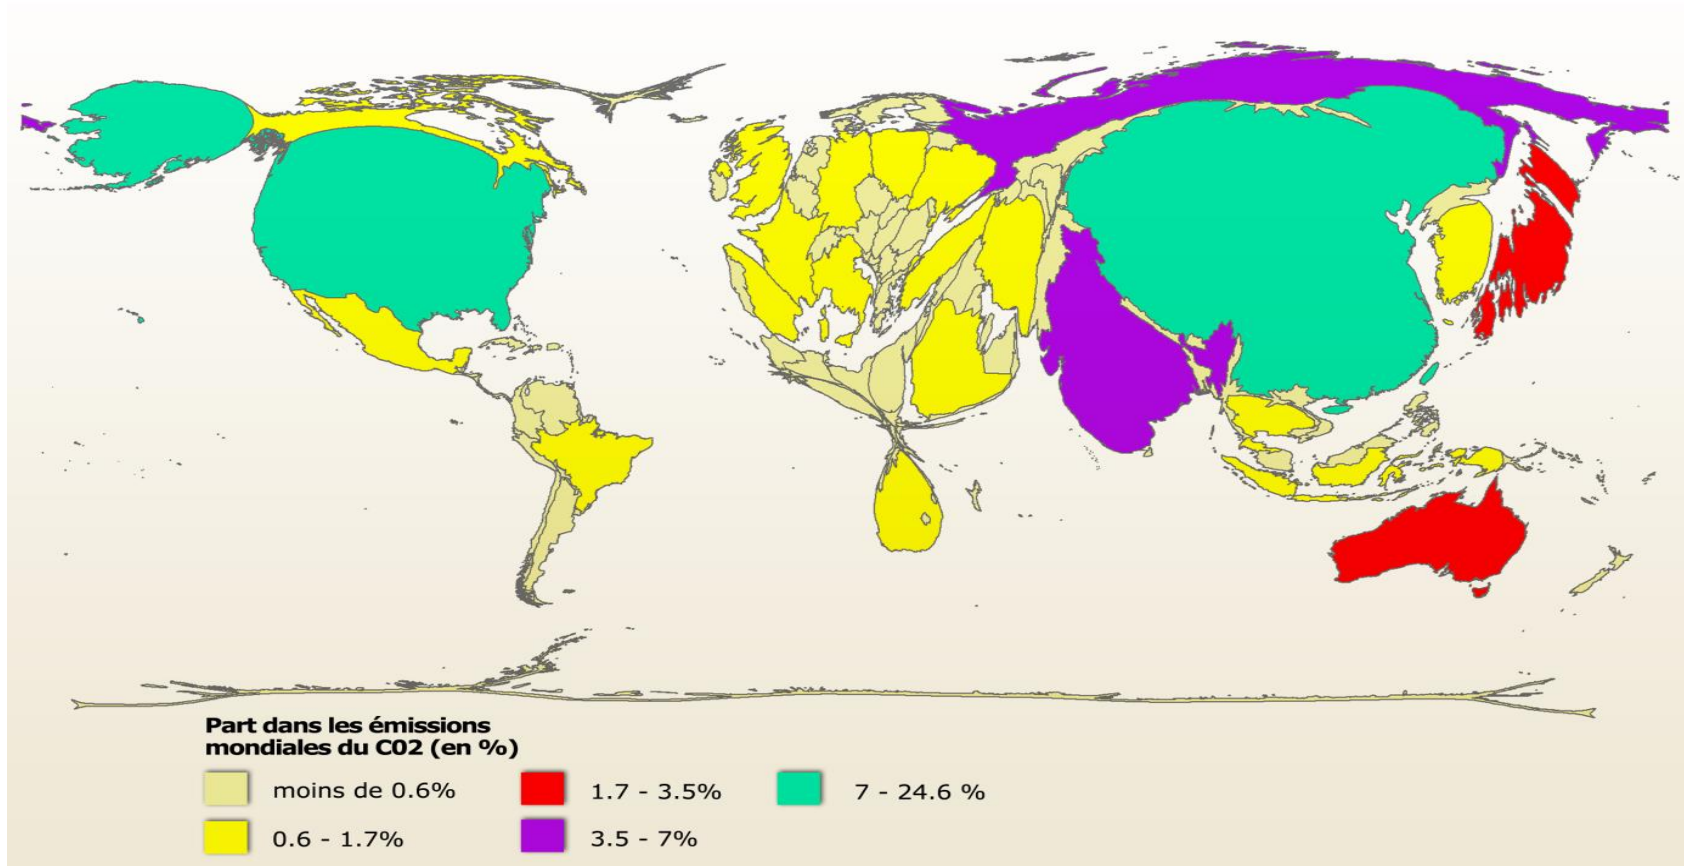 Part dans les émissions
mondiales du C02 (en %)
moins de 0.6%
0.6 - 1.7%
1.7 - 3.5%
3.5 - 7%
7 - 24.6 %